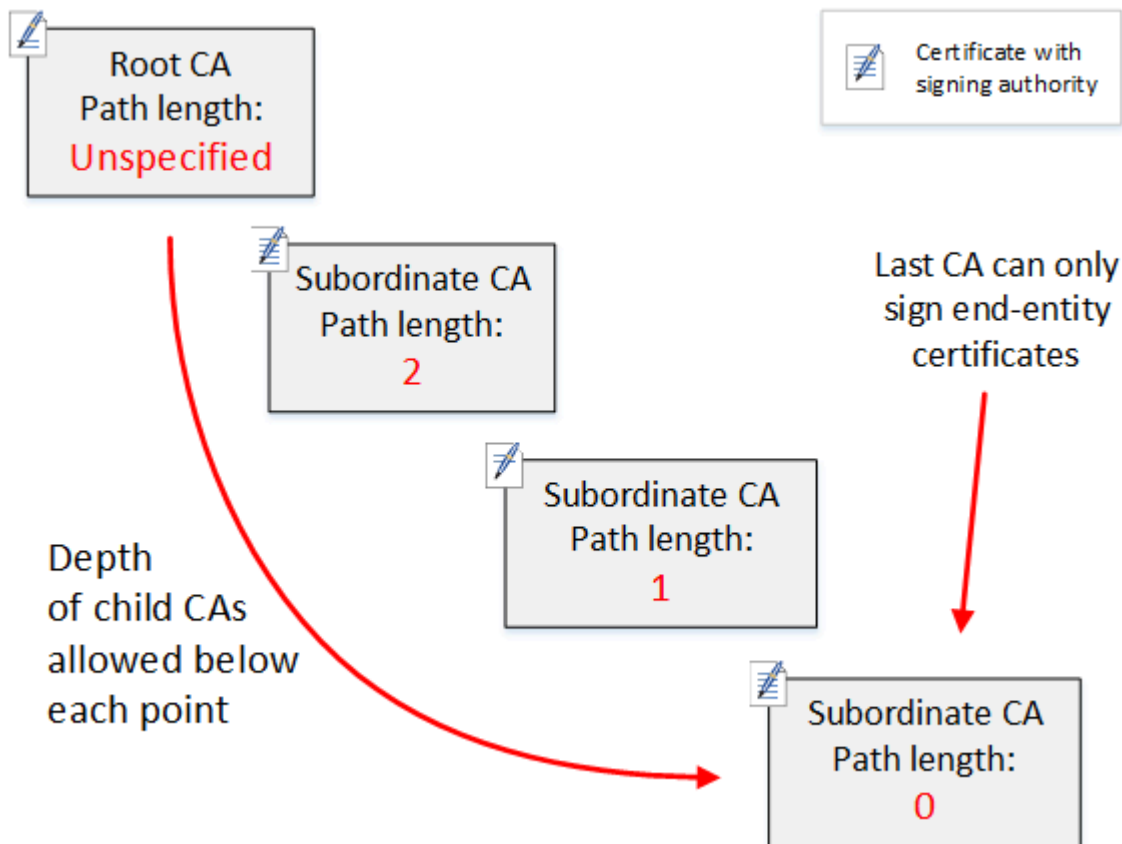 Root CA
Path length:
Unspecified
Certificate with
signing authority
Subordinate CA
Path length:
2
Last CA can only
sign end-entity
certificates
Subordinate CA
Path length:
1
Depth
of child CAs
allowed below
each point
Subordinate CA
Path length:
0